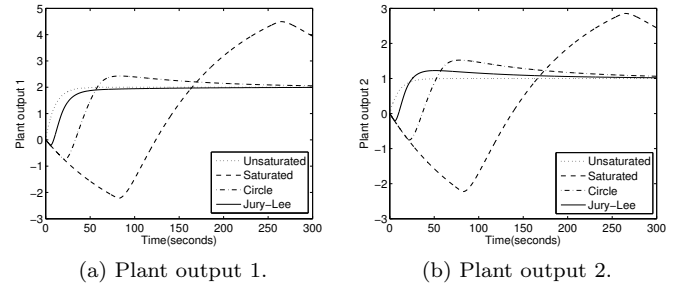 5
4
3
2
1
0
−1
−2
−3
Plant output 1
0 50 100 150 200 250 300
Time(seconds)
Unsaturated
Saturated
Circle
Jury−Lee
(a) Plant output 1.
3
2
1
0
−1
−2
−3
Plant output 2
0 50 100 150 200 250 300
Time(seconds)
Unsaturated
Saturated
Circle
Jury−Lee
(b) Plant output 2.